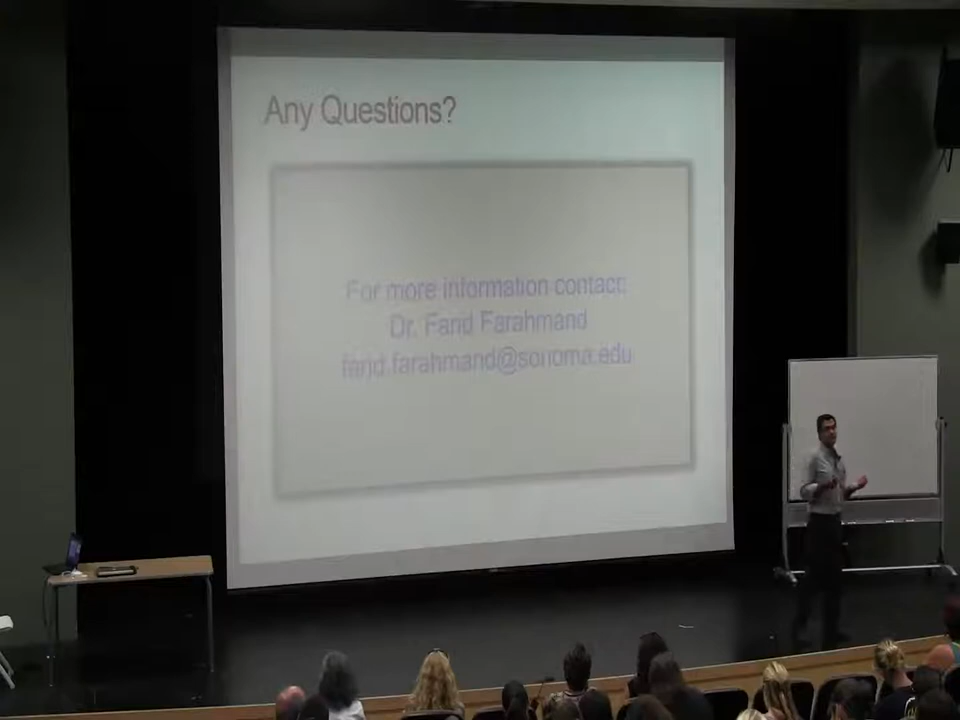 Any Questions?
For more information contact:
Dr. Farid Farahmand
farid.farahmand@sonoma.edu